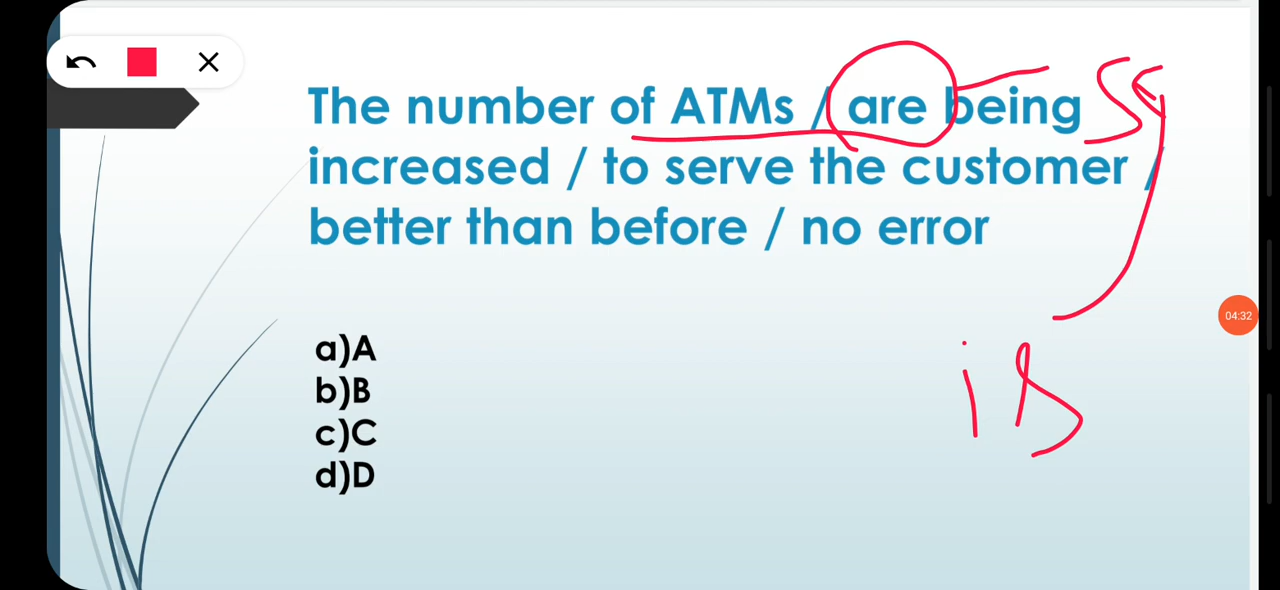 The number of ATMs / are being
increased / to serve the customer /
better than before / no error
a)A
b)B
c)C
d)D
is
04:32